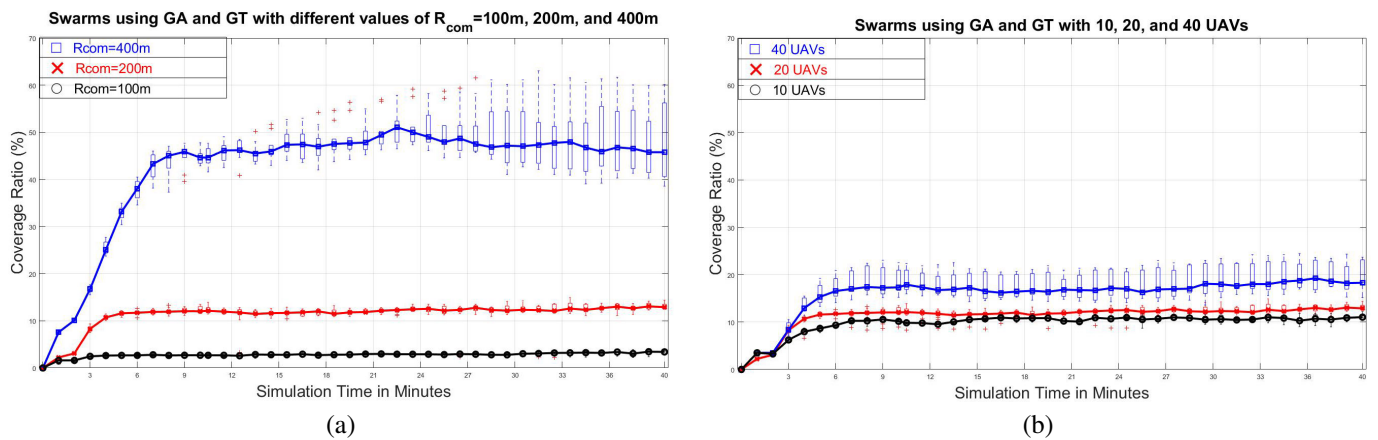 Swarms using GA and GT with different values of Rcom=100m, 200m, and 400m
70
60
50
40
30
20
10
0
Coverage Ratio (%)
Rcom=400m
Rcom=200m
Rcom=100m
3 6 9 12 15 18 21 24 27 30 33 36 40
Simulation Time in Minutes
(a)
Swarms using GA and GT with 10, 20, and 40 UAVs
70
60
50
40
30
20
10
0
Coverage Ratio (%)
40 UAVs
20 UAVs
10 UAVs
3 6 9 12 15 18 21 24 27 30 33 36 40
Simulation Time in Minutes
(b)